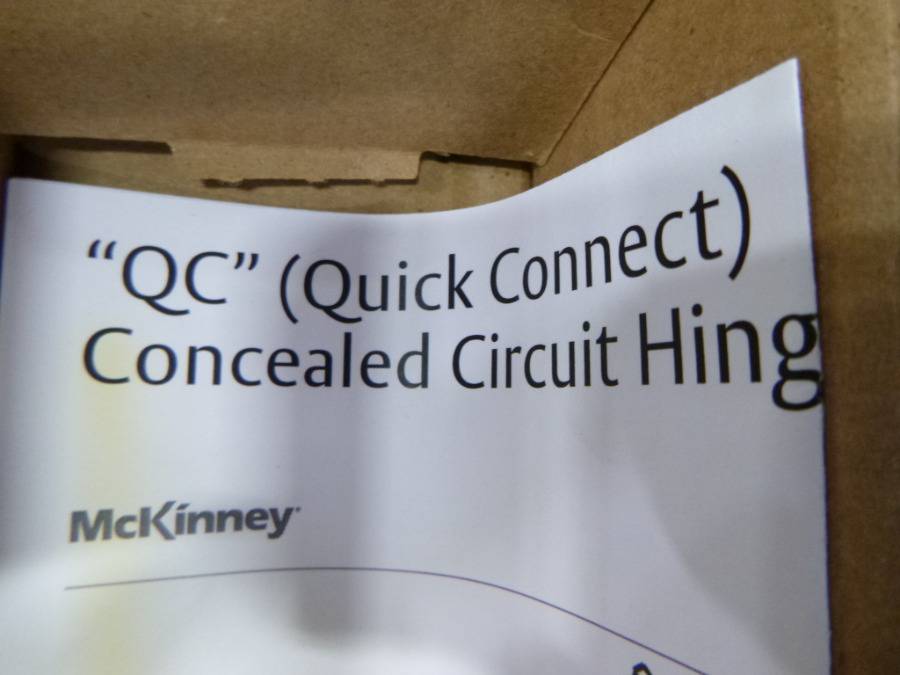 “QC” (Quick Connect)
Concealed Circuit Hing
McKinney